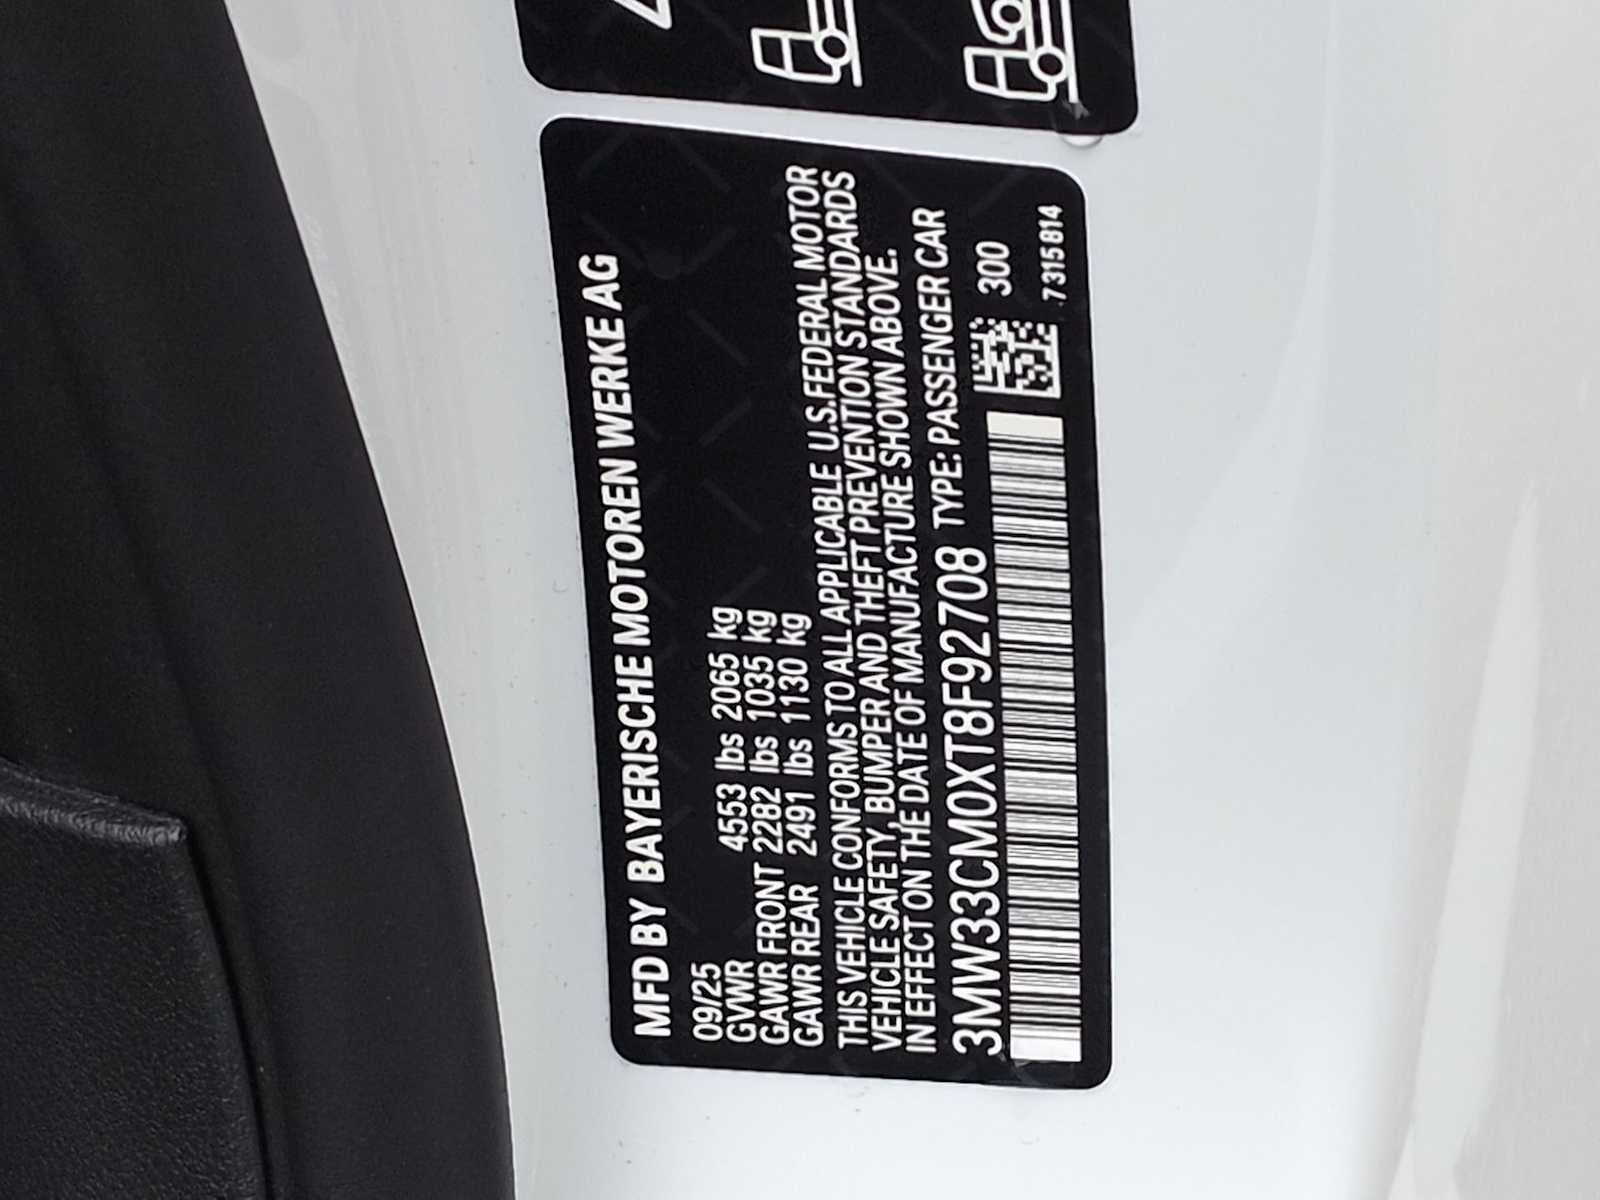 MFD BY BAYERISCHE MOTOREN WERKE AG
09/25
GVWR 4553 lbs 2065 kg
GAWR FRONT 2282 lbs 1035 kg
GAWR REAR 2491 lbs 1130 kg
THIS VEHICLE CONFORMS TO ALL APPLICABLE U.S.FEDERAL MOTOR
VEHICLE SAFETY, BUMPER AND THEFT PREVENTION STANDARDS
IN EFFECT ON THE DATE OF MANUFACTURE SHOWN ABOVE.
3MW33CM0XT8F92708 TYPE: PASSENGER CAR
300
7315814